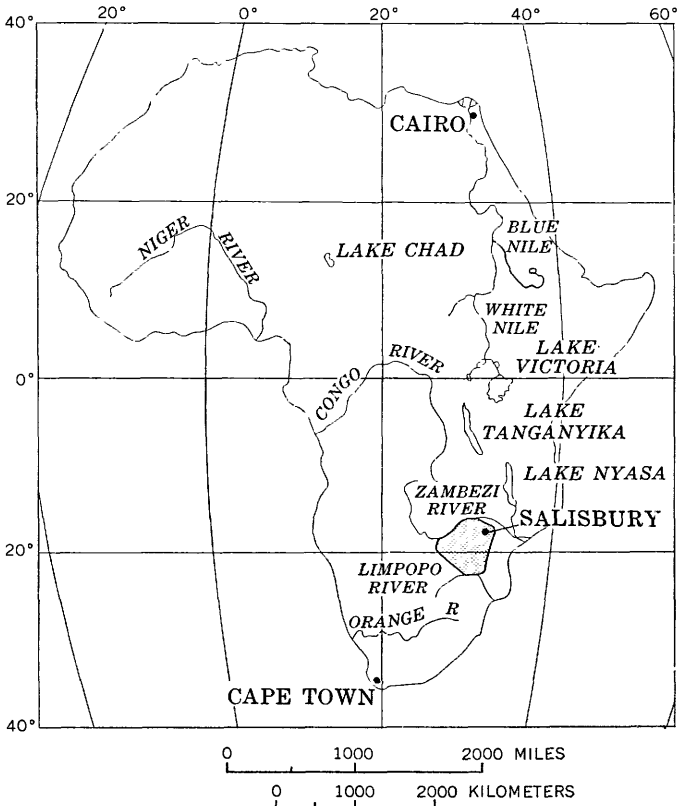 20° 0° 20° 40° 60°
40°
CAIRO
20°
NIGER
RIVER
LAKE CHAD
BLUE
NILE
WHITE
NILE
LAKE
VICTORIA
CONGO
RIVER
0°
LAKE
TANGANYIKA
LAKE NYASA
ZAMBEZI
RIVER
SALISBURY
20°
LIMPOPO
RIVER
ORANGE R
CAPE TOWN
40°
0 1000 2000 MILES
0 1000 2000 KILOMETERS